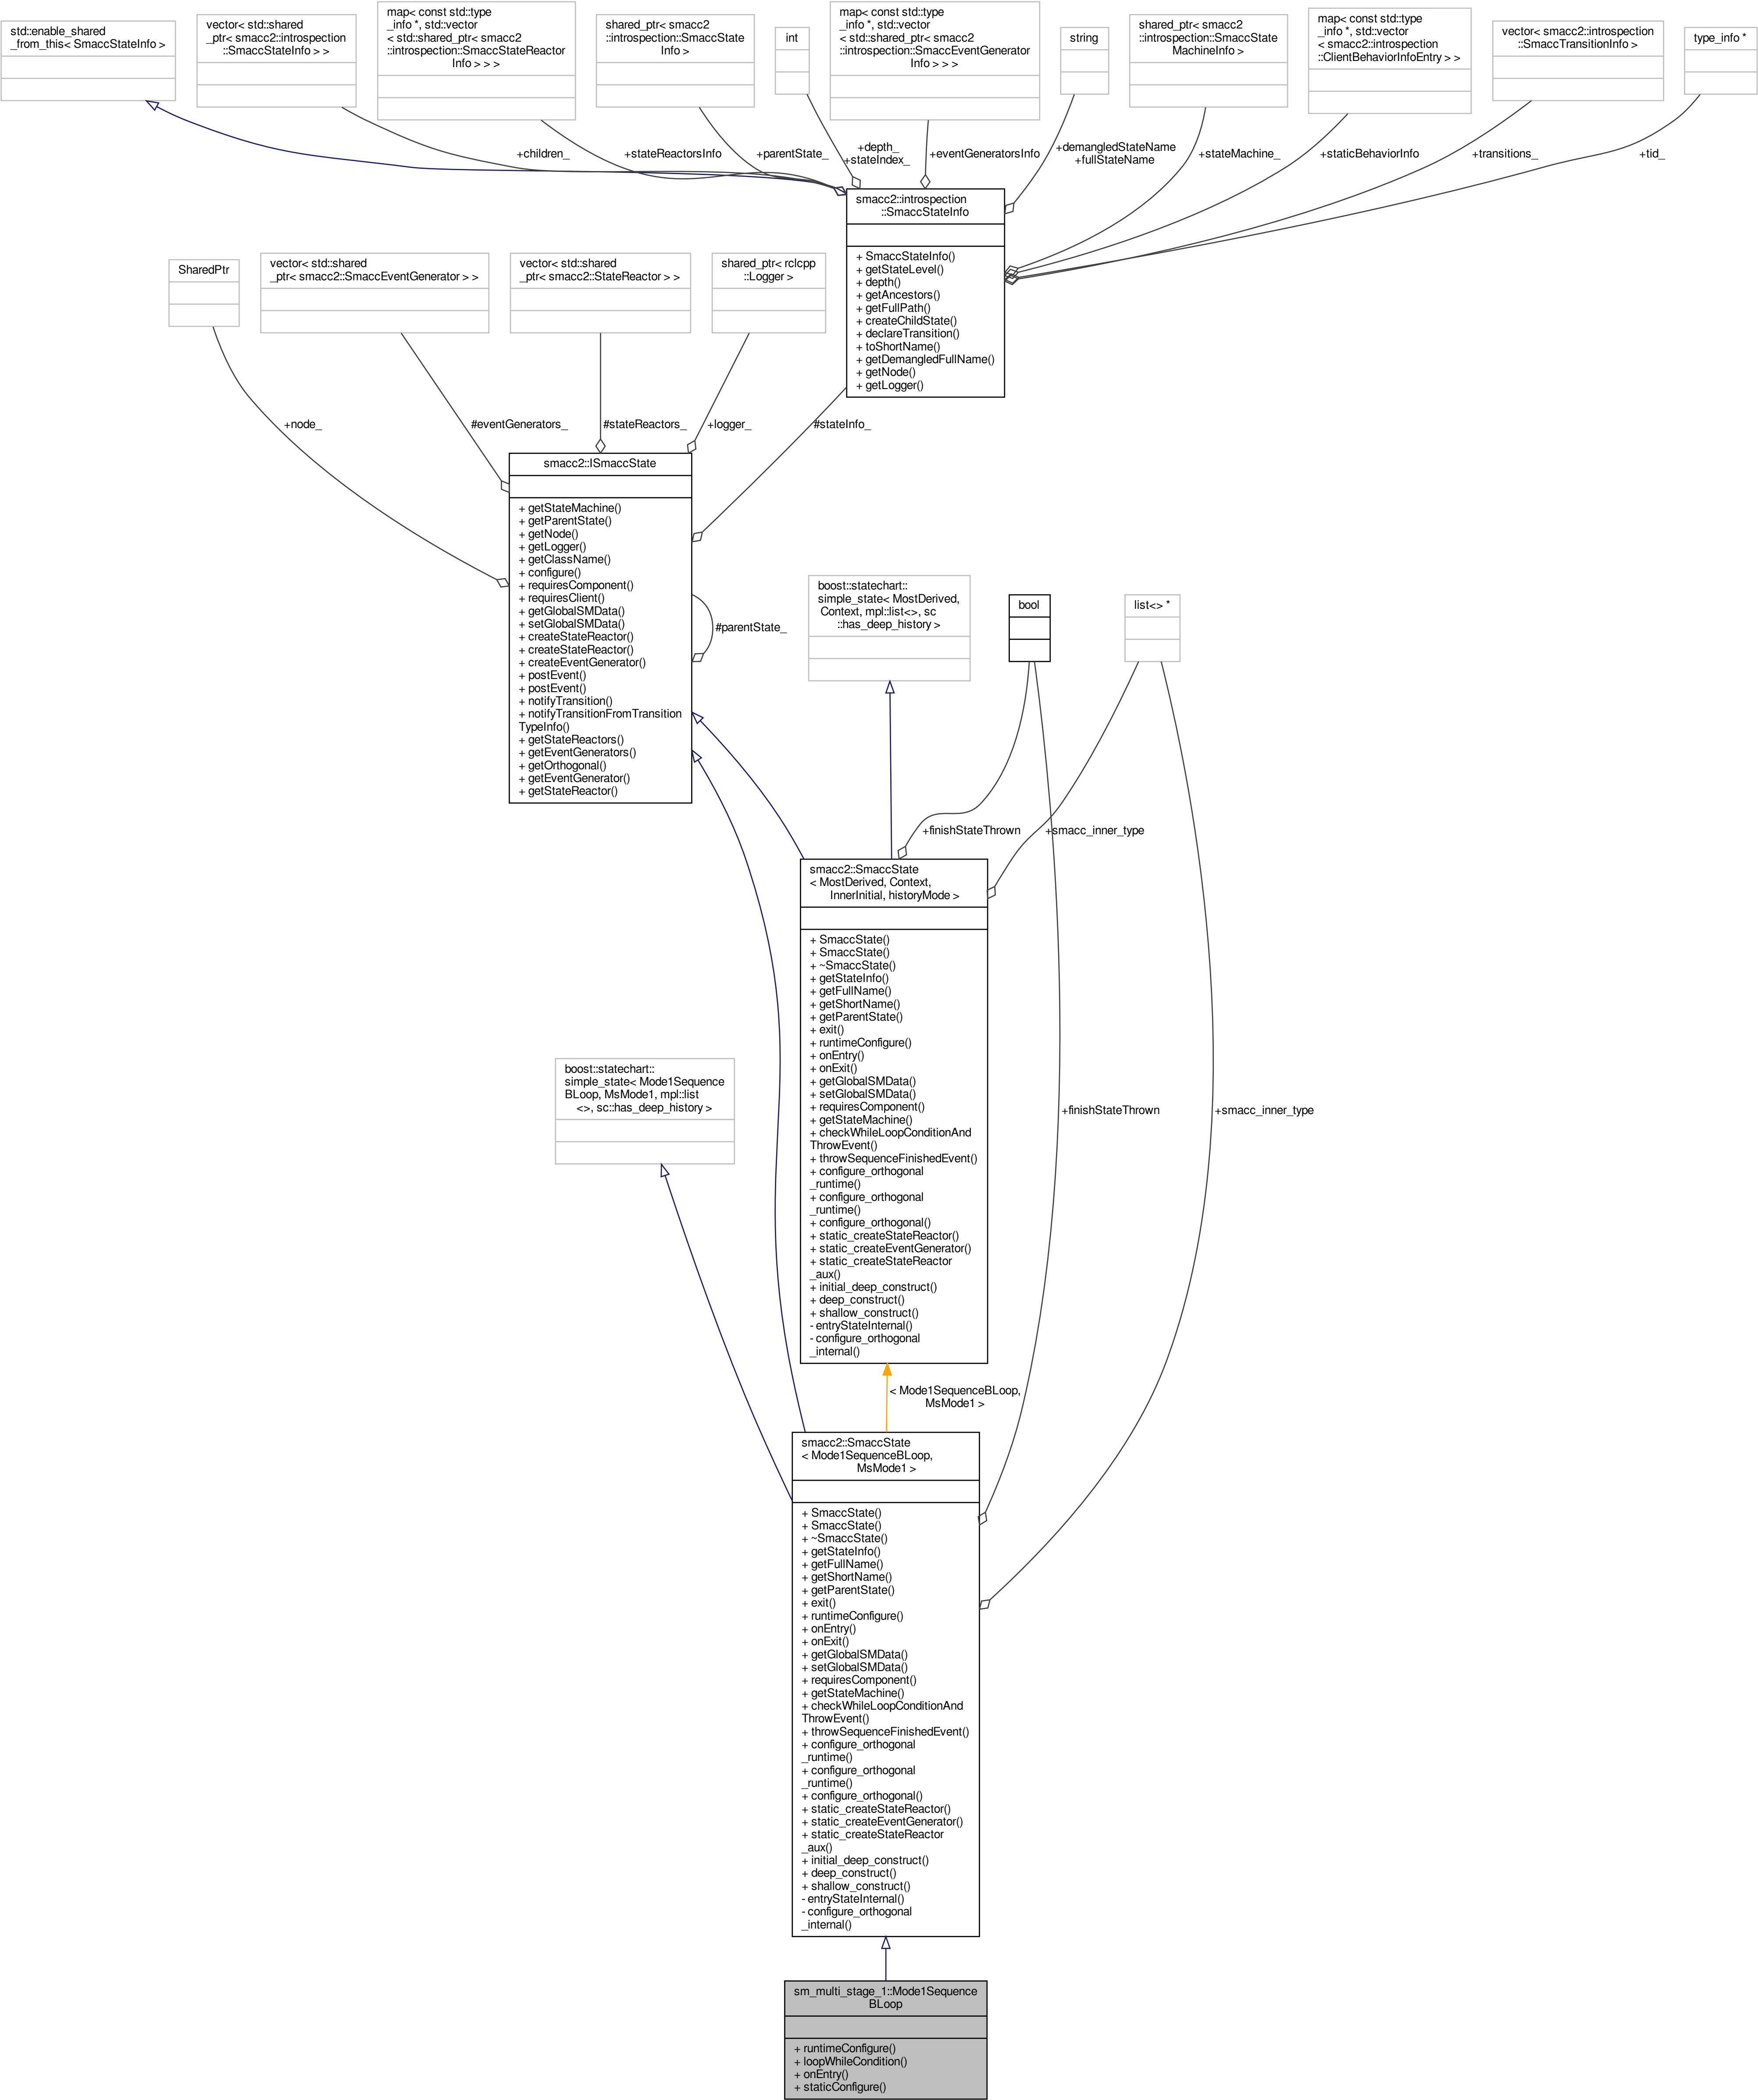 std::enable_shared
_from_this< SmaccStateInfo >
vector< std::shared
_ptr< smacc2::introspection
::SmaccStateInfo > >
map< const std::type
_info *, std::vector
< std::shared_ptr< smacc2
::introspection::SmaccStateReactor
Info > > >
shared_ptr< smacc2
::introspection::SmaccState
Info >
int
map< const std::type
_info *, std::vector
< std::shared_ptr< smacc2
::introspection::SmaccEventGenerator
Info > > >
string
shared_ptr< smacc2
::introspection::SmaccState
MachineInfo >
map< const std::type
_info *, std::vector
< smacc2::introspection
::ClientBehaviorInfoEntry > >
vector< smacc2::introspection
::SmaccTransitionInfo >
type_info *
+children_
+stateReactorsInfo
+parentState_
+depth_
+stateIndex_
+eventGeneratorsInfo
+demangledStateName
+fullStateName
+stateMachine_
+staticBehaviorInfo
+transitions_
+tid_
smacc2::introspection
::SmaccStateInfo
+ SmaccStateInfo()
+ getStateLevel()
+ depth()
+ getAncestors()
+ getFullPath()
+ createChildState()
+ declareTransition()
+ toShortName()
+ getDemangledFullName()
+ getNode()
+ getLogger()
SharedPtr
vector< std::shared
_ptr< smacc2::SmaccEventGenerator > >
vector< std::shared
_ptr< smacc2::StateReactor > >
shared_ptr< rclcpp
::Logger >
+node_
#eventGenerators_
#stateReactors_
+logger_
#stateInfo_
smacc2::ISmaccState
+ getStateMachine()
+ getParentState()
+ getNode()
+ getLogger()
+ getClassName()
+ configure()
+ requiresComponent()
+ requiresClient()
+ getGlobalSMData()
+ setGlobalSMData()
+ createStateReactor()
+ createStateReactor()
+ createEventGenerator()
+ postEvent()
+ postEvent()
+ notifyTransition()
+ notifyTransitionFromTransition
TypeInfo()
+ getStateReactors()
+ getEventGenerators()
+ getOrthogonal()
+ getEventGenerator()
+ getStateReactor()
#parentState_
boost::statechart::
simple_state< MostDerived,
Context, mpl::list<>, sc
::has_deep_history >
bool
list<> *
+finishStateThrown
+smacc_inner_type
smacc2::SmaccState
< MostDerived, Context,
InnerInitial, historyMode >
+ SmaccState()
+ SmaccState()
+ ~SmaccState()
+ getStateInfo()
+ getFullName()
+ getShortName()
+ getParentState()
+ exit()
+ runtimeConfigure()
+ onEntry()
+ onExit()
+ getGlobalSMData()
+ setGlobalSMData()
+ requiresComponent()
+ getStateMachine()
+ checkWhileLoopConditionAnd
ThrowEvent()
+ throwSequenceFinishedEvent()
+ configure_orthogonal
_runtime()
+ configure_orthogonal
_runtime()
+ configure_orthogonal()
+ static_createStateReactor()
+ static_createEventGenerator()
+ static_createStateReactor
_aux()
+ initial_deep_construct()
+ deep_construct()
+ shallow_construct()
- entryStateInternal()
- configure_orthogonal
_internal()
boost::statechart::
simple_state< Mode1Sequence
BLoop, MsMode1, mpl::list
<>, sc::has_deep_history >
+finishStateThrown
+smacc_inner_type
< Mode1SequenceBLoop,
MsMode1 >
smacc2::SmaccState
< Mode1SequenceBLoop,
MsMode1 >
+ SmaccState()
+ SmaccState()
+ ~SmaccState()
+ getStateInfo()
+ getFullName()
+ getShortName()
+ getParentState()
+ exit()
+ runtimeConfigure()
+ onEntry()
+ onExit()
+ getGlobalSMData()
+ setGlobalSMData()
+ requiresComponent()
+ getStateMachine()
+ checkWhileLoopConditionAnd
ThrowEvent()
+ throwSequenceFinishedEvent()
+ configure_orthogonal
_runtime()
+ configure_orthogonal
_runtime()
+ configure_orthogonal()
+ static_createStateReactor()
+ static_createEventGenerator()
+ static_createStateReactor
_aux()
+ initial_deep_construct()
+ deep_construct()
+ shallow_construct()
- entryStateInternal()
- configure_orthogonal
_internal()
sm_multi_stage_1::Mode1Sequence
BLoop
+ runtimeConfigure()
+ loopWhileCondition()
+ onEntry()
+ staticConfigure()